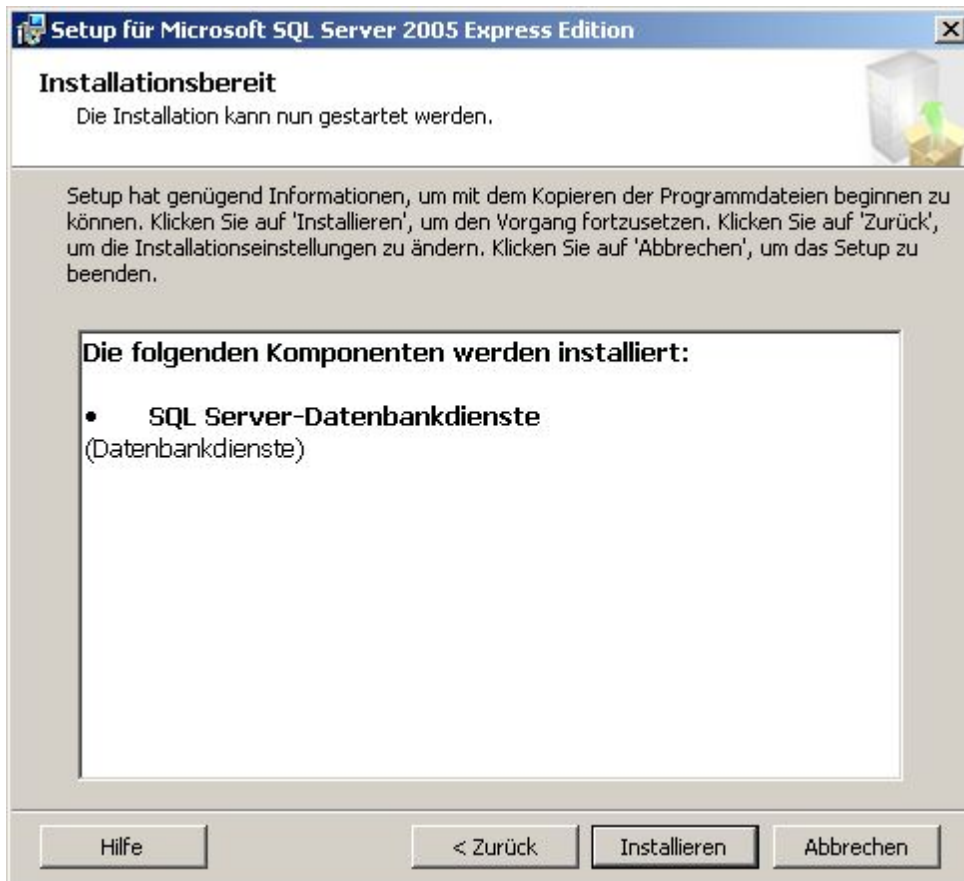 Setup für Microsoft SQL Server 2005 Express Edition
Installationsbereit
Die Installation kann nun gestartet werden.
Setup hat genügend Informationen, um mit dem Kopieren der Programmdateien beginnen zu
können. Klicken Sie auf 'Installieren', um den Vorgang fortzusetzen. Klicken Sie auf 'Zurück',
um die Installationseinstellungen zu ändern. Klicken Sie auf 'Abbrechen', um das Setup zu
beenden.
Die folgenden Komponenten werden installiert:
• SQL Server-Datenbankdienste
(Datenbankdienste)
Hilfe
< Zurück
Installieren
Abbrechen